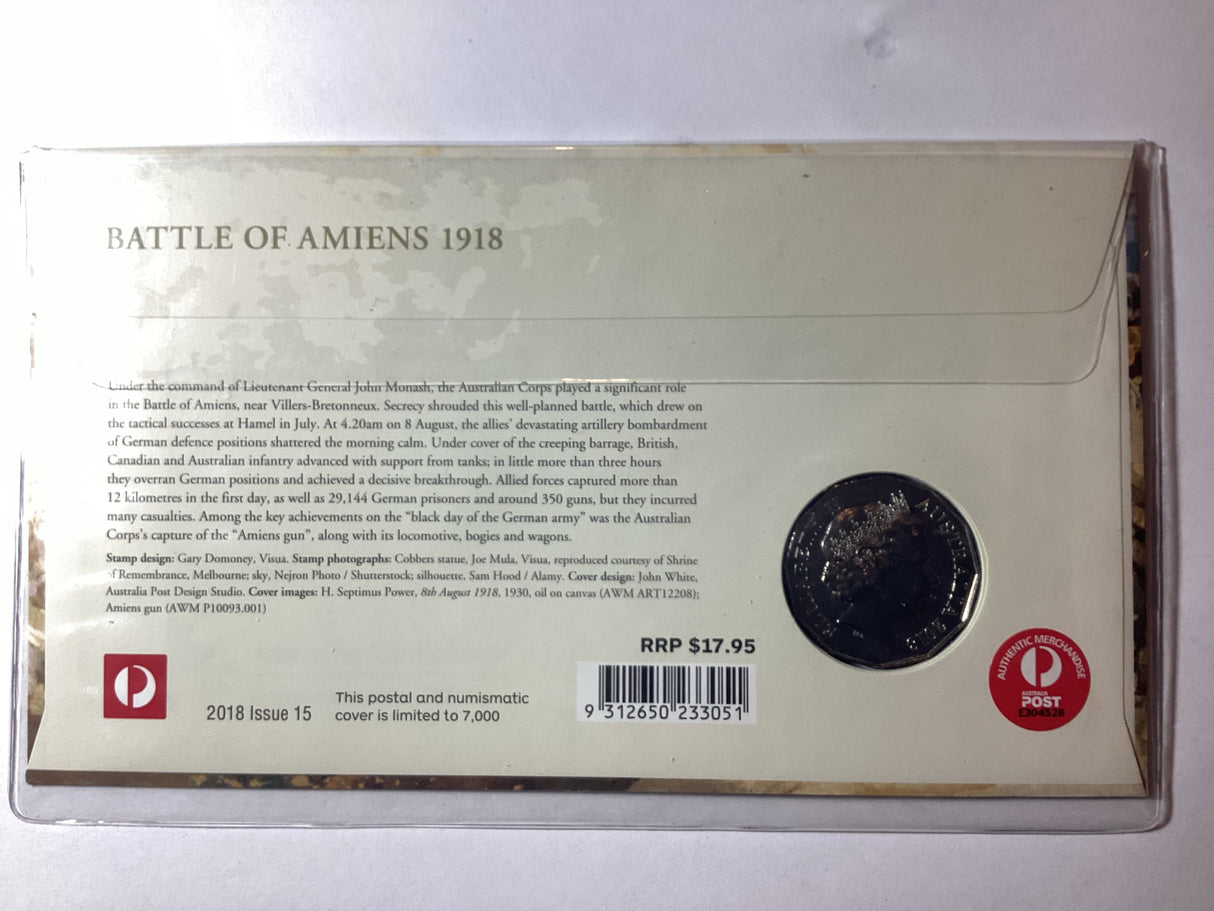 BATTLE OF AMIENS 1918
Under the command of Lieutenant General John Monash, the Australian Corps played a significant role
in the Battle of Amiens, near Villers-Bretonneux. Secrecy shrouded this well-planned battle, which drew on
the tactical successes at Hamel in July. At 4.20am on 8 August, the allies' devastating artillery bombardment
of German defence positions shattered the morning calm. Under cover of the creeping barrage, British,
Canadian and Australian infantry advanced with support from tanks; in little more than three hours
they overran German positions and achieved a decisive breakthrough. Allied forces captured more than
12 kilometres in the first day, as well as 29,144 German prisoners and around 350 guns, but they incurred
many casualties. Among the key achievements on the "black day of the German army" was the Australian
Corps's capture of the "Amiens gun", along with its locomotive, bogies and wagons.
Stamp design: Gary Domoney, Visua. Stamp photographs: Cobbers statue, Joe Mula, Visua, reproduced courtesy of Shrine
of Remembrance, Melbourne; sky, Nejron Photo / Shutterstock; silhouette, Sam Hood / Alamy. Cover design: John White,
Australia Post Design Studio. Cover images: H. Septimus Power, 8th August 1918, 1930, oil on canvas (AWM ART12208);
Amiens gun (AWM P10093.001)
ELIZABETH II AUSTRALIA 2018
RRP $17.95
9 312650 233051
2018 Issue 15
This postal and numismatic
cover is limited to 7,000
AUTHENTIC MERCHANDISE
AUSTRALIA
POST
E304528